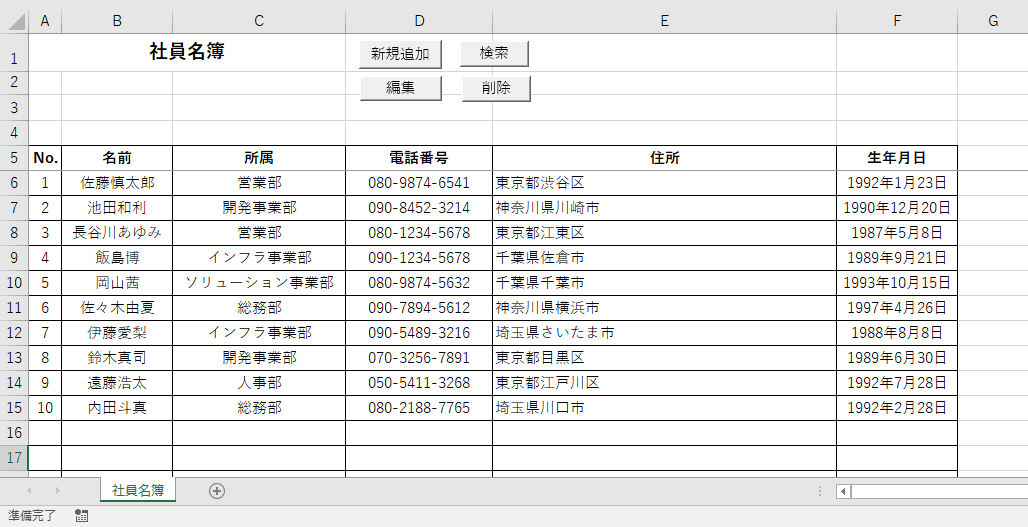 A B C D E F G
1 社員名簿 新規追加 検索
2 編集 削除
3
4
5 No. 名前 所属 電話番号 住所 生年月日
6 1 佐藤慎太郎 営業部 080-9874-6541 東京都渋谷区 1992年1月23日
7 2 池田和利 開発事業部 090-8452-3214 神奈川県川崎市 1990年12月20日
8 3 長谷川あゆみ 営業部 080-1234-5678 東京都江東区 1987年5月8日
9 4 飯島博 インフラ事業部 090-1234-5678 千葉県佐倉市 1989年9月21日
10 5 岡山茜 ソリューション事業部 080-9874-5632 千葉県千葉市 1993年10月15日
11 6 佐々木由夏 総務部 090-7894-5612 神奈川県横浜市 1997年4月26日
12 7 伊藤愛梨 インフラ事業部 090-5489-3216 埼玉県さいたま市 1988年8月8日
13 8 鈴木真司 開発事業部 070-3256-7891 東京都目黒区 1989年6月30日
14 9 遠藤浩太 人事部 050-5411-3268 東京都江戸川区 1992年7月28日
15 10 内田斗真 総務部 080-2188-7765 埼玉県川口市 1992年2月28日
16
17
社員名簿
準備完了